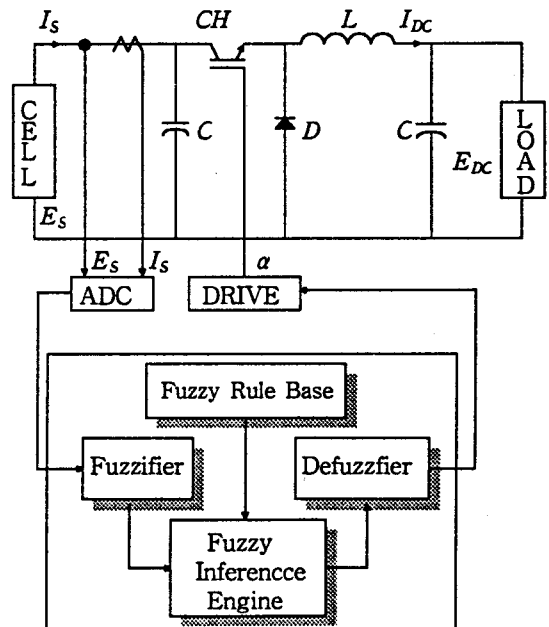 I_S CH L I_DC
CELL
C
D
C
E_DC
LOAD
E_S
E_S I_S α
ADC
DRIVE
Fuzzy Rule Base
Fuzzifier
Defuzzfier
Fuzzy
Inferencce
Engine